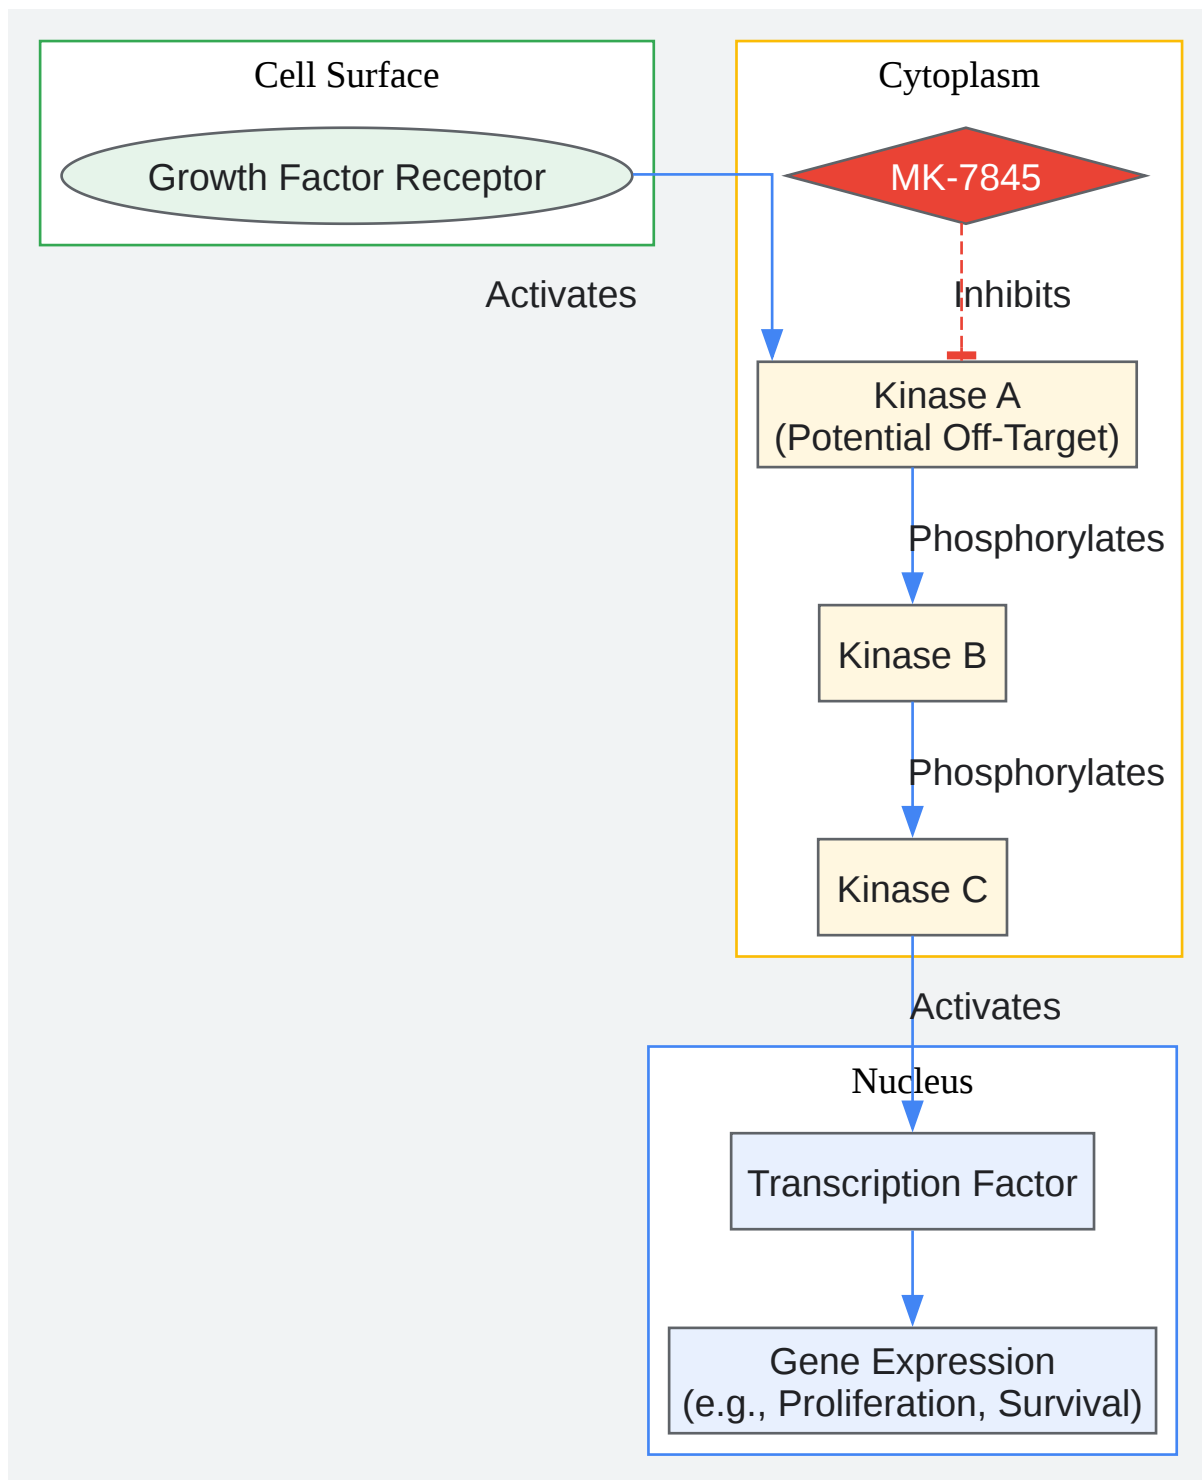 Cell Surface
Cytoplasm
Growth Factor Receptor
MK-7845
Activates
Inhibits
Kinase A
(Potential Off-Target)
Phosphorylates
Kinase B
Phosphorylates
Kinase C
Activates
Nucleus
Transcription Factor
Gene Expression
(e.g., Proliferation, Survival)